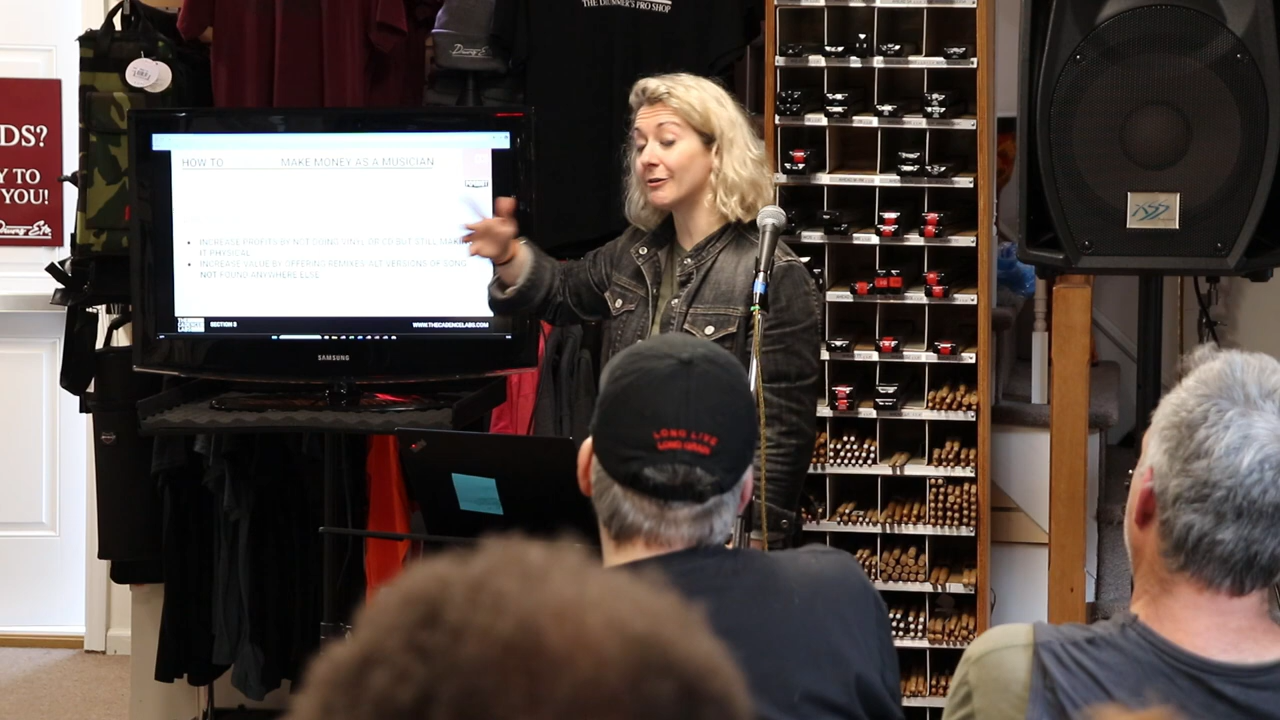 THE DRUMMER'S PRO SHOP
DS?
Y TO
YOU!
HOW TO MAKE MONEY AS A MUSICIAN
INCREASE PROFITS BY NOT DOING VINYL OR CD BUT STILL MAKI
IT PHYSICAL
INCREASE VALUE BY OFFERING REMIXES/ALT. VERSIONS OF SONG
NOT FOUND ANYWHERE ELSE
SECTION 3
WWW.THECADENCELABS.COM
SAMSUNG
LONG LIVE